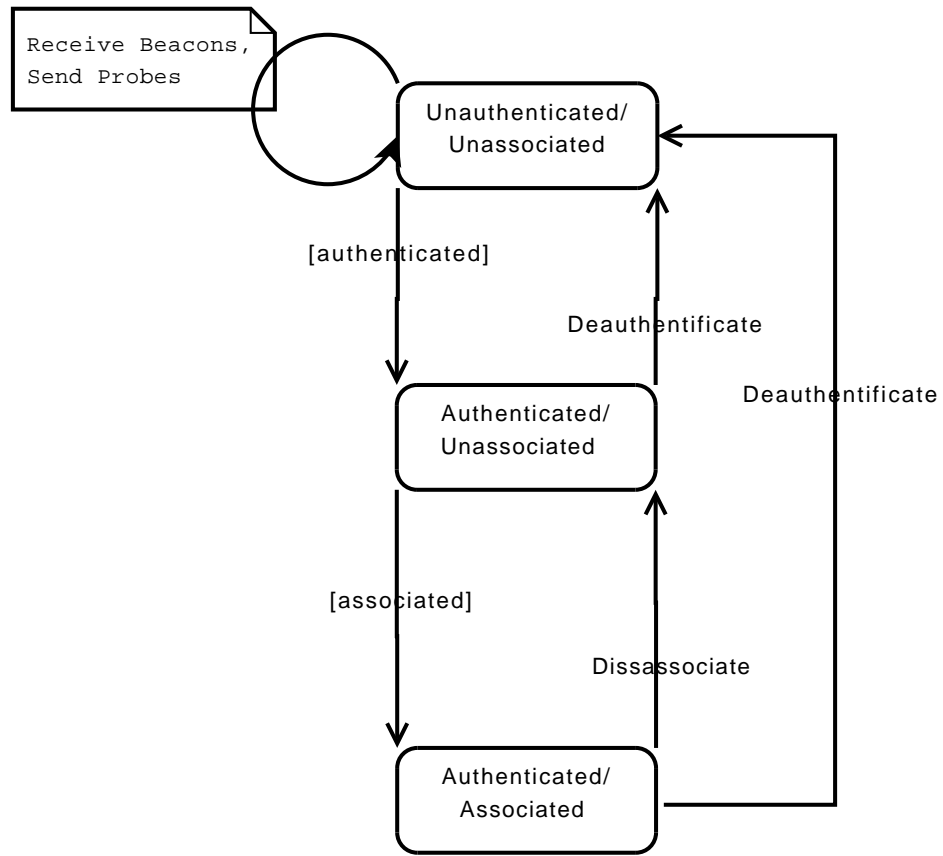 Receive Beacons,
Send Probes
Unauthenticated/
Unassociated
[authenticated]
Deauthentificate
Deauthentificate
Authenticated/
Unassociated
[associated]
Dissassociate
Authenticated/
Associated